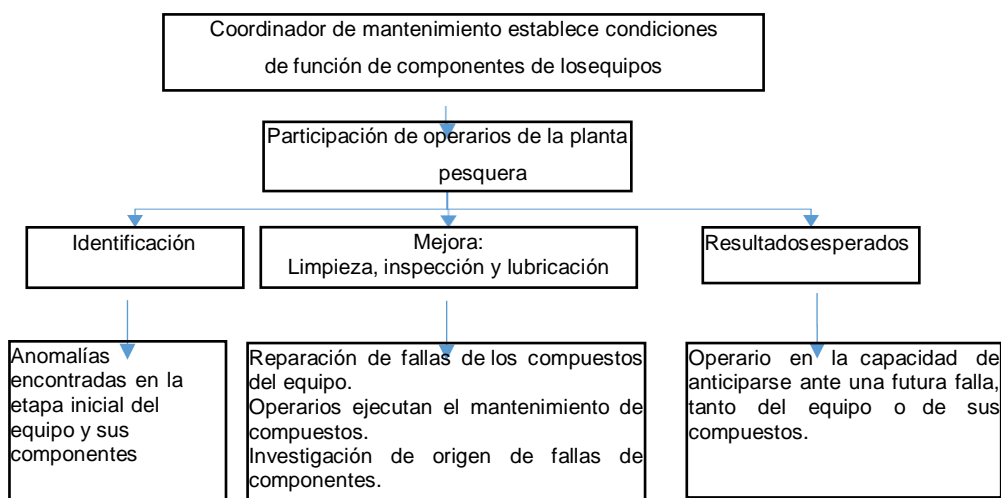 Coordinador de mantenimiento establece condiciones
de función de componentes de losequipos
Participación de operarios de la planta
pesquera
Identificación
Mejora:
Limpieza, inspección y lubricación
Resultadosesperados
Anomalías
encontradas en la
etapa inicial del
equipo y sus
componentes
Reparación de fallas de los compuestos
del equipo.
Operarios ejecutan el mantenimiento de
compuestos.
Investigación de origen de fallas de
componentes.
Operario en la capacidad de
anticiparse ante una futura falla,
tanto del equipo o de sus
compuestos.